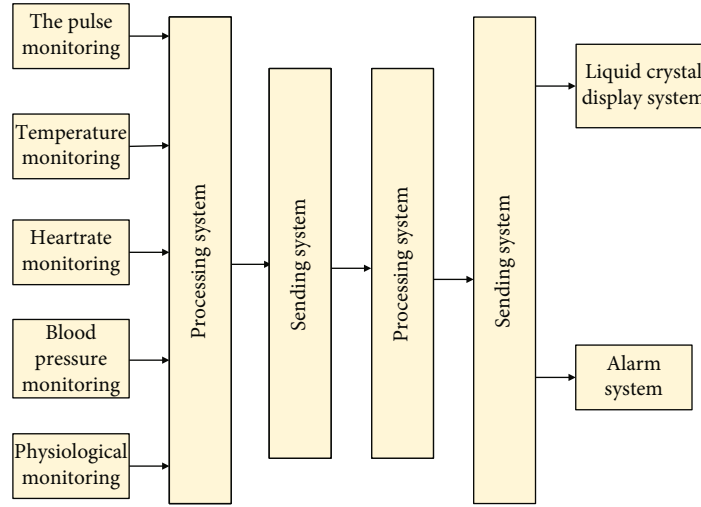 The pulse
monitoring
Temperature
monitoring
Heartrate
monitoring
Blood
pressure
monitoring
Physiological
monitoring
Processing system
Sending system
Processing system
Sending system
Liquid crystal
display system
Alarm
system